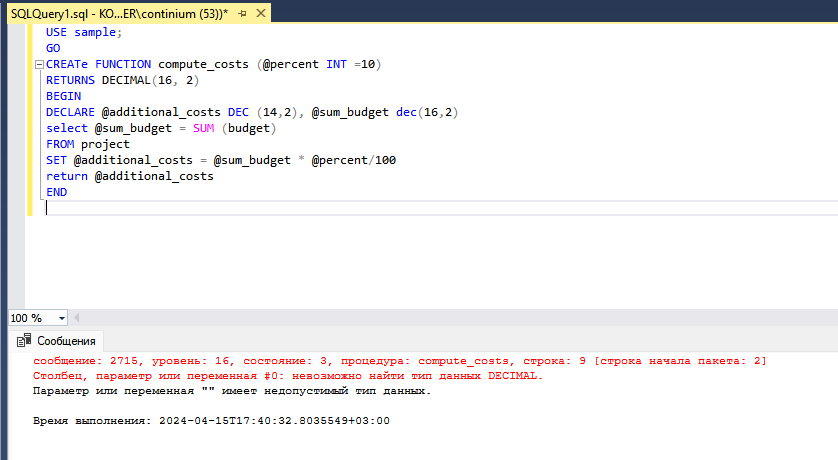 SQLQuery1.sql - KO...ER\continium (53))*
USE sample;
GO
CREATe FUNCTION compute_costs (@percent INT =10)
RETURNS DECIMAL(16, 2)
BEGIN
DECLARE @additional_costs DEC (14,2), @sum_budget dec(16,2)
select @sum_budget = SUM (budget)
FROM project
SET @additional_costs = @sum_budget * @percent/100
return @additional_costs
END
100 %
Сообщения
сообщение: 2715, уровень: 16, состояние: 3, процедура: compute_costs, строка: 9 [строка начала пакета: 2]
Столбец, параметр или переменная #0: невозможно найти тип данных DECIMAL.
Параметр или переменная "" имеет недопустимый тип данных.
Время выполнения: 2024-04-15T17:40:32.8035549+03:00